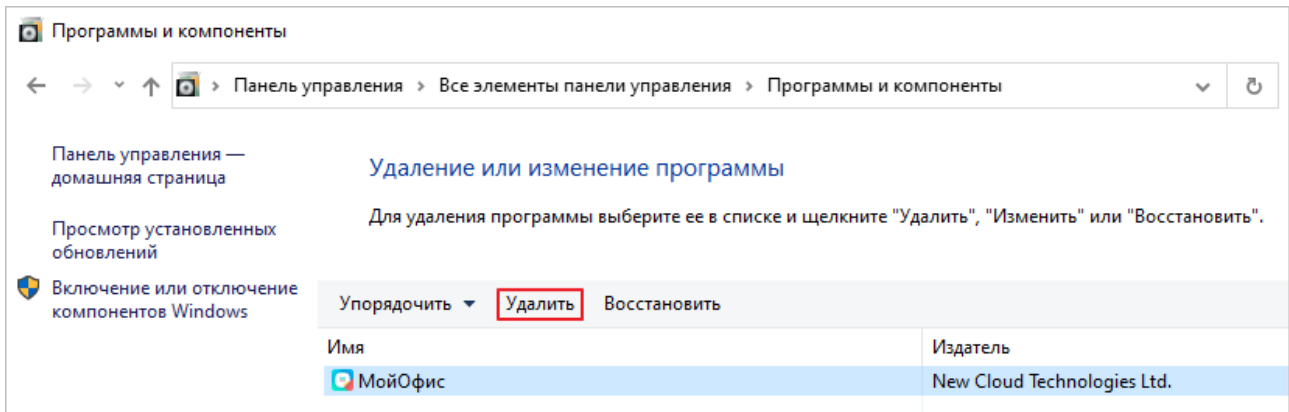 Программы и компоненты
Панель управления › Все элементы панели управления › Программы и компоненты
Панель управления —
домашняя страница
Просмотр установленных
обновлений
Включение или отключение
компонентов Windows
Удаление или изменение программы
Для удаления программы выберите ее в списке и щелкните "Удалить", "Изменить" или "Восстановить".
Упорядочить Удалить Восстановить
Имя Издатель
МойОфис New Cloud Technologies Ltd.